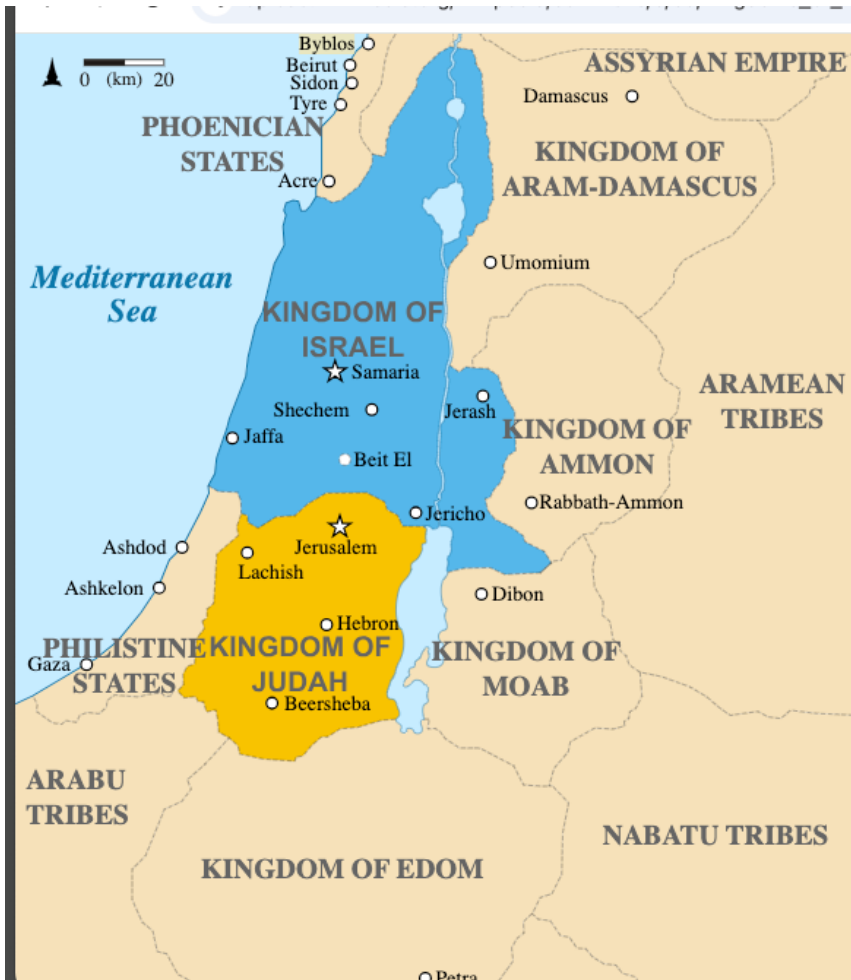 Byblos
Beirut
Sidon
Tyre
0 (km) 20
ASSYRIAN EMPIRE
Damascus
PHOENICIAN
STATES
KINGDOM OF
ARAM-DAMASCUS
Acre
Umomium
Mediterranean
Sea
KINGDOM OF
ISRAEL
Samaria
ARAMEAN
TRIBES
Shechem
Jerash
Jaffa
KINGDOM OF
AMMON
Beit El
Rabbath-Ammon
Jericho
Ashdod
Jerusalem
Lachish
Ashkelon
Dibon
Hebron
PHILISTINE
STATES
Gaza
KINGDOM OF
JUDAH
KINGDOM OF
MOAB
Beersheba
ARABU
TRIBES
NABATU TRIBES
KINGDOM OF EDOM
Petra